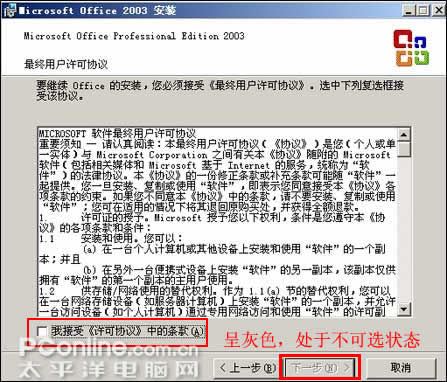 Microsoft Office 2003 安装
Microsoft Office Professional Edition 2003
最终用户许可协议
要继续 Office 的安装，您必须接受《最终用户许可协议》。选中下列复选框接
受该协议。
MICROSOFT 软件最终用户许可协议
重要须知 — 请认真阅读：本最终用户许可协议（《协议》）是您（个人或单
一实体）与 Microsoft Corporation 之间有关本《协议》随附的 Microsoft
软件（包括相关媒体和 Microsoft 基于 Internet 的服务，统称为“软
件”）的法律协议。本《协议》的一份修正条款或补充条款可能随“软件”一
起提供。您一旦安装、复制或使用“软件”，即表示您同意接受本《协议》各
项条款的约束。如果您不同意本《协议》中的条款，请不要安装、复制或使用
“软件”；您可在适用的情况下将其退回原购买处，并获得全额退款。
1. 许可证的授予。Microsoft 授予您以下权利，条件是您遵守本《协
议》的各项条款和条件：
1.1 安装和使用。您可以：
(a) 在一个人计算机或其他设备上安装和使用“软件”的一个副
本；并且
(b) 在另外一台便携式设备上安装“软件”的另一副本，该副本仅供
拥有“软件”的第一个副本的主用户使用。
1.2 供存储/网络使用的替代权利。作为 1.1(a) 节的替代权利，您可以
在一台网络存储设备（如服务器计算机）上安装“软件”的一个副本，并允许
一台访问设备（如个人计算机）通过专用网络访问和使用“软件”的
我接受《许可协议》中的条款(A)
呈灰色，处于不可选状态
PConline.com.cn
太平洋电脑网
< 上一步(B)
下一步(N) >
取消